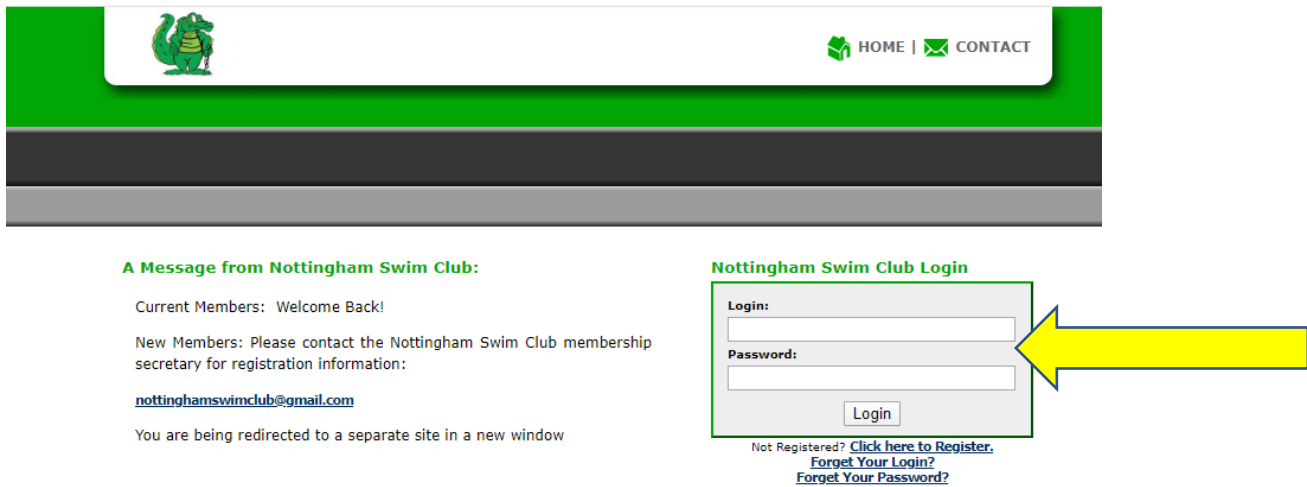 HOME | CONTACT
A Message from Nottingham Swim Club:
Current Members:  Welcome Back!
New Members: Please contact the Nottingham Swim Club membership
secretary for registration information:
nottinghamswimclub@gmail.com
You are being redirected to a separate site in a new window
Nottingham Swim Club Login
Login:
Password:
Login
Not Registered? Click here to Register.
Forget Your Login?
Forget Your Password?